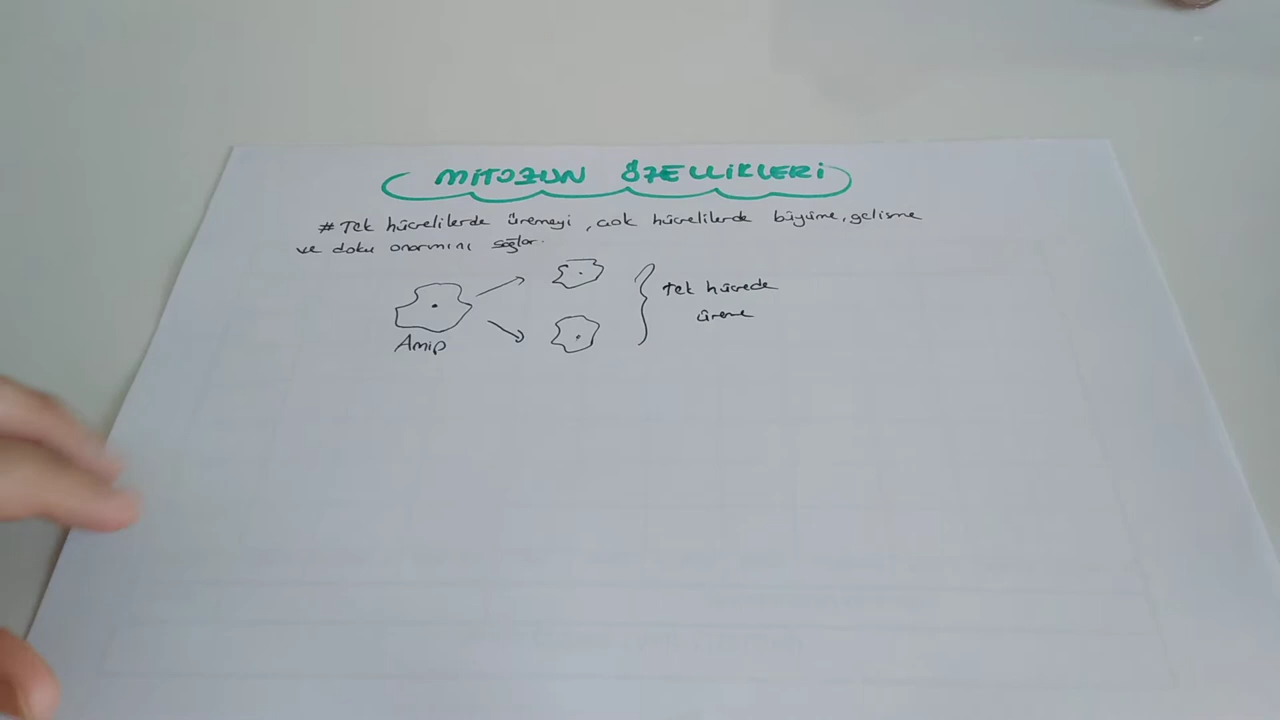 MİTOZUN ÖZELLİKLERİ
# Tek hücrelilerde üremeyi, çok hücrelilerde büyüme, gelişme
ve doku onarımını sağlar.
Tek hücrede
üreme
Amip